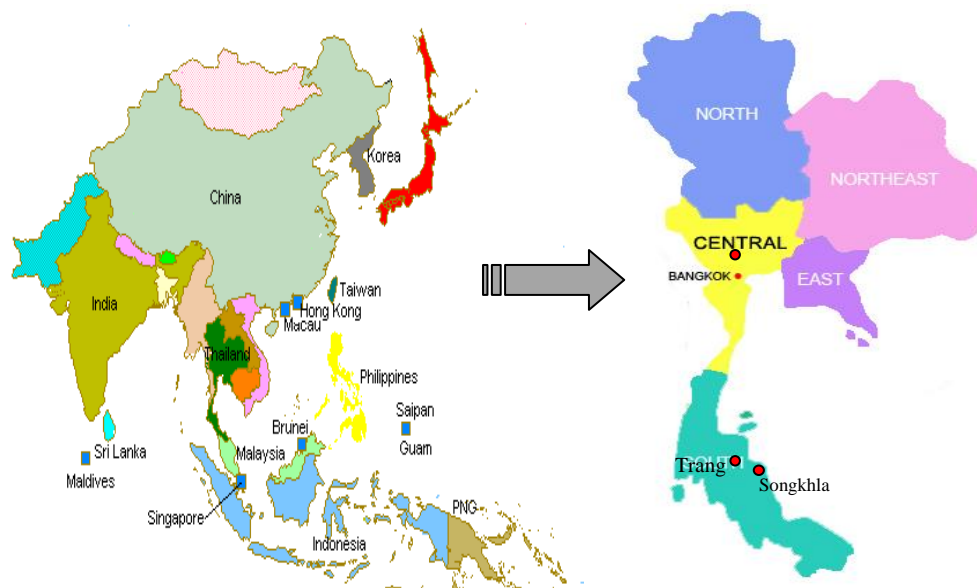 Korea
China
India
Taiwan
Hong Kong
Macau
Thailand
Philippines
Saipan
Guam
Brunei
Sri Lanka
Malaysia
Maldives
Singapore
Indonesia
PNG
NORTH
NORTHEAST
CENTRAL
BANGKOK
EAST
SOUTH
Trang
Songkhla